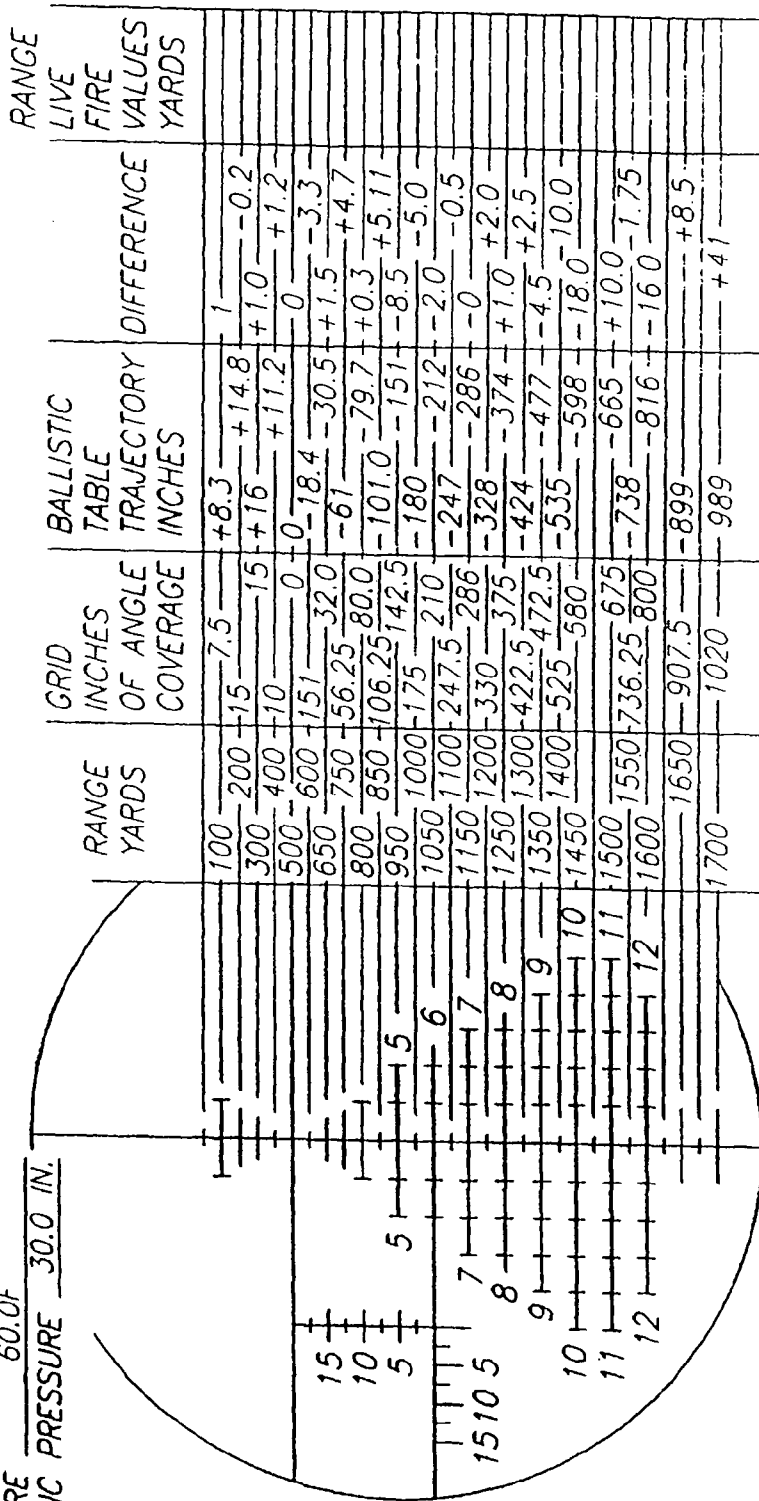 RE 60.0F
IC PRESSURE 30.0 IN.
RANGE YARDS
GRID INCHES OF ANGLE COVERAGE
BALLISTIC TABLE TRAJECTORY INCHES
DIFFERENCE
RANGE LIVE FIRE VALUES YARDS
100 7.5 +8.3 1
200 15 +14.8 -0.2
300 15 +16 +1.0
400 10 +11.2 +1.2
500 0 0 0
600 151 -18.4 -3.3
650 32.0 -30.5 +1.5
750 56.25 -61 +4.7
800 80.0 -79.7 +0.3
850 106.25 -101.0 +5.11
5 5 950 142.5 -151 -8.5
1000 175 -180 -5.0
6 1050 210 -212 -2.0
1100 247.5 -247 -0.5
7 7 1150 286 -286 -0
1200 330 -328 +2.0
8 8 1250 375 -374 +1.0
1300 422.5 -424 +2.5
9 9 1350 472.5 -477 -4.5
1400 525 -535 -10.0
10 10 1450 580 -598 -18.0
11 11 1500 675 -665 +10.0
1550 736.25 -738 -1.75
12 12 1600 800 -816 -16 0
1650 907.5 -899 +8.5
1700 1020 989 +41
15
10
5
15 10 5